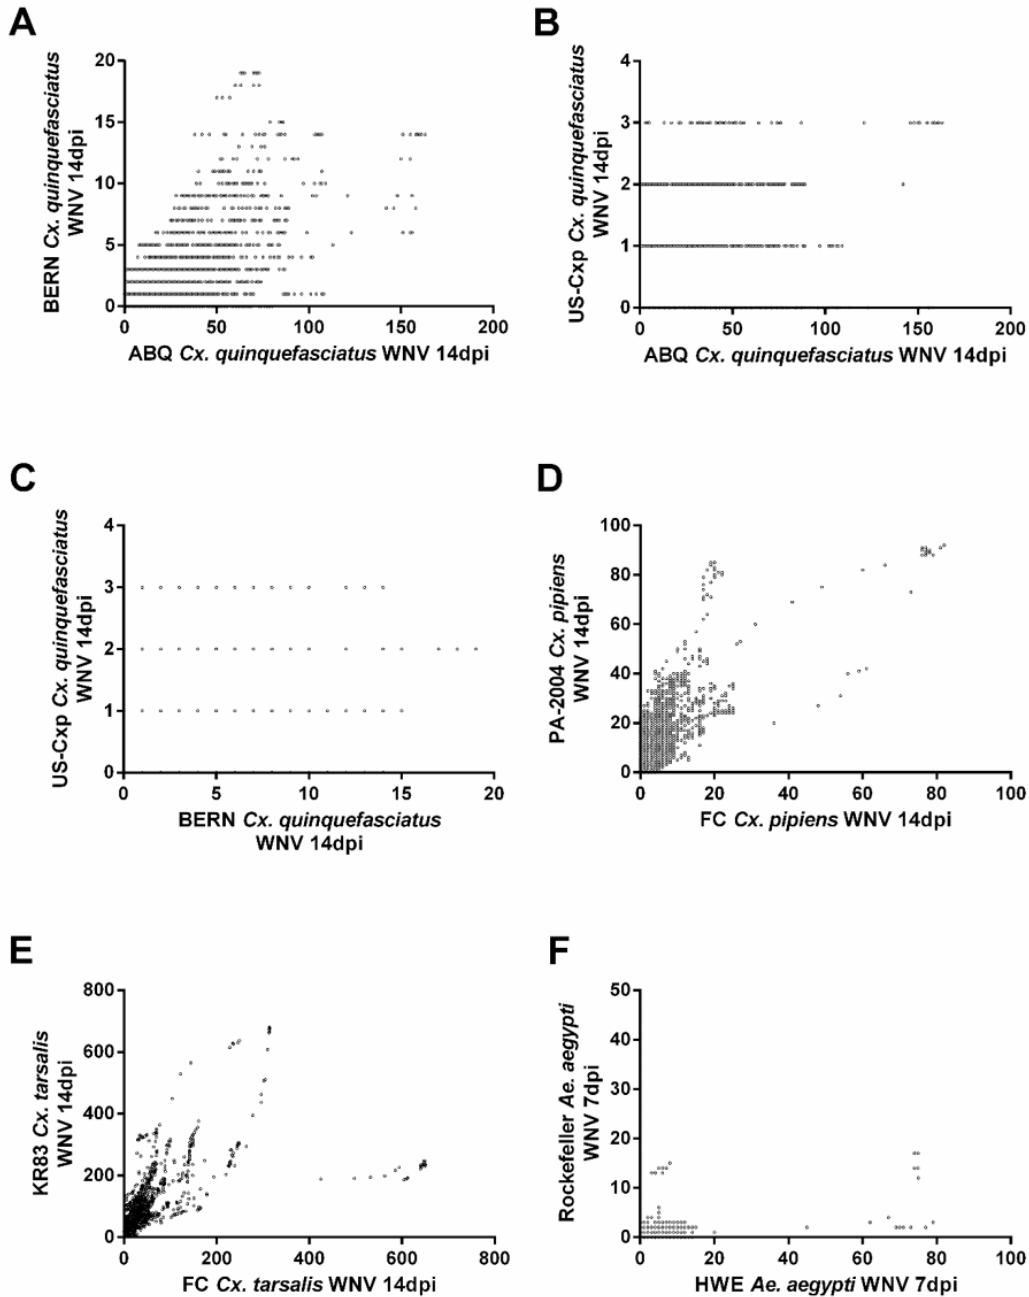 A
BERN Cx. quinquefasciatus
WNV 14dpi
20
15
10
5
0
0 50 100 150 200
ABQ Cx. quinquefasciatus WNV 14dpi
B
US-Cxp Cx. quinquefasciatus
WNV 14dpi
4
3
2
1
0
0 50 100 150 200
ABQ Cx. quinquefasciatus WNV 14dpi
C
US-Cxp Cx. quinquefasciatus
WNV 14dpi
4
3
2
1
0
0 5 10 15 20
BERN Cx. quinquefasciatus
WNV 14dpi
D
PA-2004 Cx. pipiens
WNV 14dpi
100
80
60
40
20
0
0 20 40 60 80 100
FC Cx. pipiens WNV 14dpi
E
KR83 Cx. tarsalis
WNV 14dpi
800
600
400
200
0
0 200 400 600 800
FC Cx. tarsalis WNV 14dpi
F
Rockefeller Ae. aegypti
WNV 7dpi
50
40
30
20
10
0
0 20 40 60 80 100
HWE Ae. aegypti WNV 7dpi